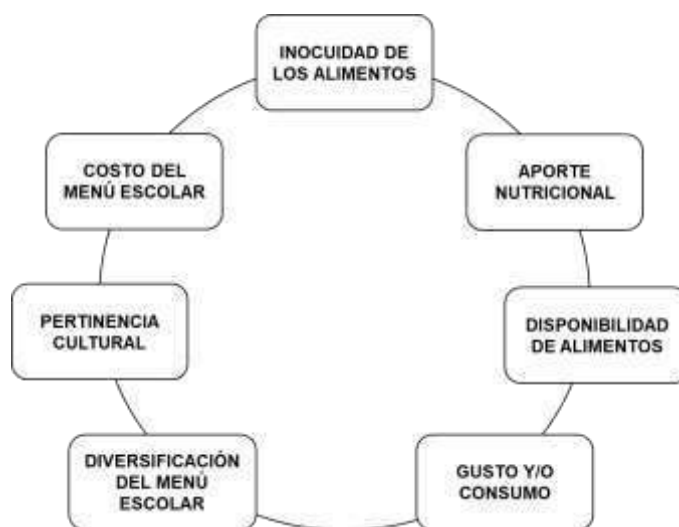 INOCUIDAD DE
LOS ALIMENTOS
APORTE
NUTRICIONAL
DISPONIBILIDAD
DE ALIMENTOS
GUSTO Y/O
CONSUMO
DIVERSIFICACIÓN
DEL MENÚ
ESCOLAR
PERTINENCIA
CULTURAL
COSTO DEL
MENÚ ESCOLAR